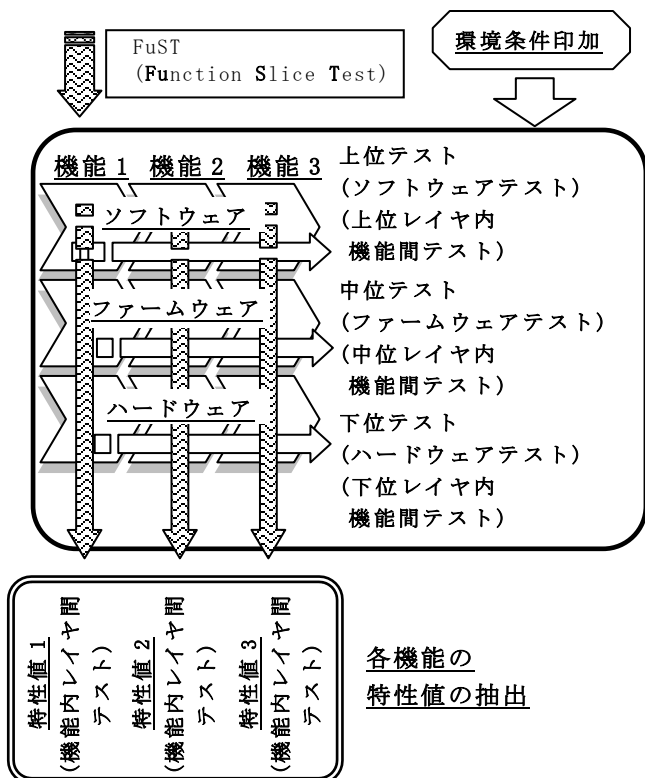 FuST
(Function Slice Test)
環境条件印加
機能1 機能2 機能3
ソフトウェア
ファームウェア
ハードウェア
上位テスト
(ソフトウェアテスト)
(上位レイヤ内
機能間テスト)
中位テスト
(ファームウェアテスト)
(中位レイヤ内
機能間テスト)
下位テスト
(ハードウェアテスト)
(下位レイヤ内
機能間テスト)
特性値1
(機能内レイヤ間
テスト)
特性値2
(機能内レイヤ間
テスト)
特性値3
(機能内レイヤ間
テスト)
各機能の
特性値の抽出